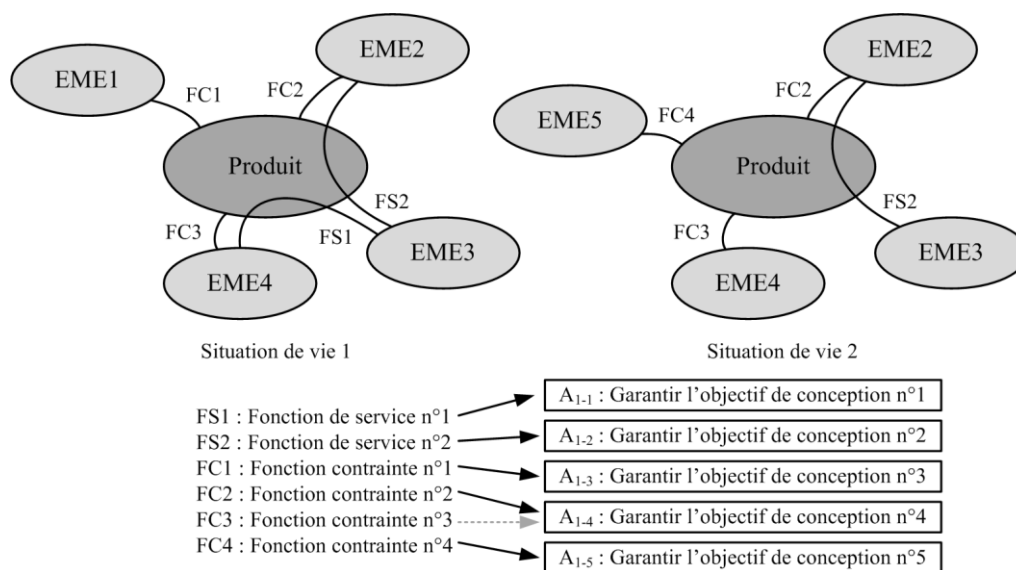 EME1
FC1
FC2
EME2
Produit
FS2
FC3
FS1
EME3
EME4
Situation de vie 1
EME5
FC4
FC2
EME2
Produit
FS2
FC3
EME3
EME4
Situation de vie 2
FS1 : Fonction de service n°1
FS2 : Fonction de service n°2
FC1 : Fonction contrainte n°1
FC2 : Fonction contrainte n°2
FC3 : Fonction contrainte n°3
FC4 : Fonction contrainte n°4
A1-1 : Garantir l’objectif de conception n°1
A1-2 : Garantir l’objectif de conception n°2
A1-3 : Garantir l’objectif de conception n°3
A1-4 : Garantir l’objectif de conception n°4
A1-5 : Garantir l’objectif de conception n°5